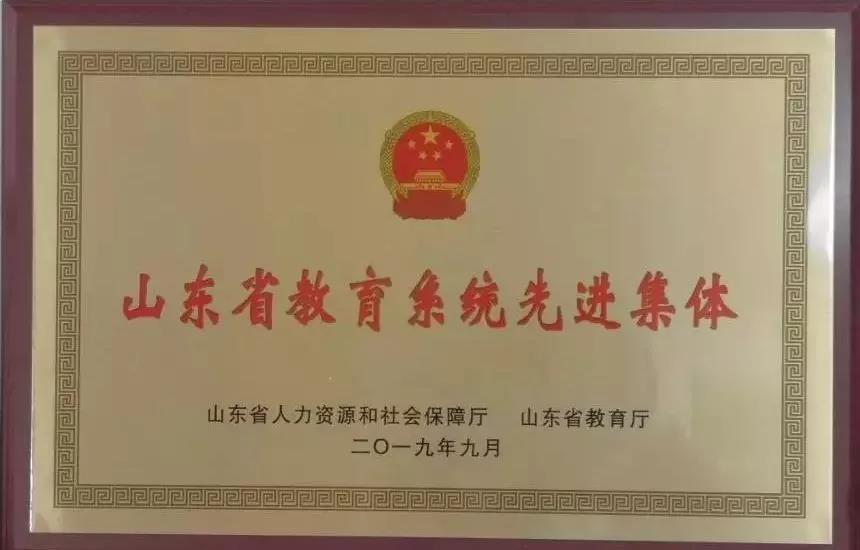 山东省教育系统先进集体
山东省人力资源和社会保障厅 山东省教育厅
二〇一九年九月